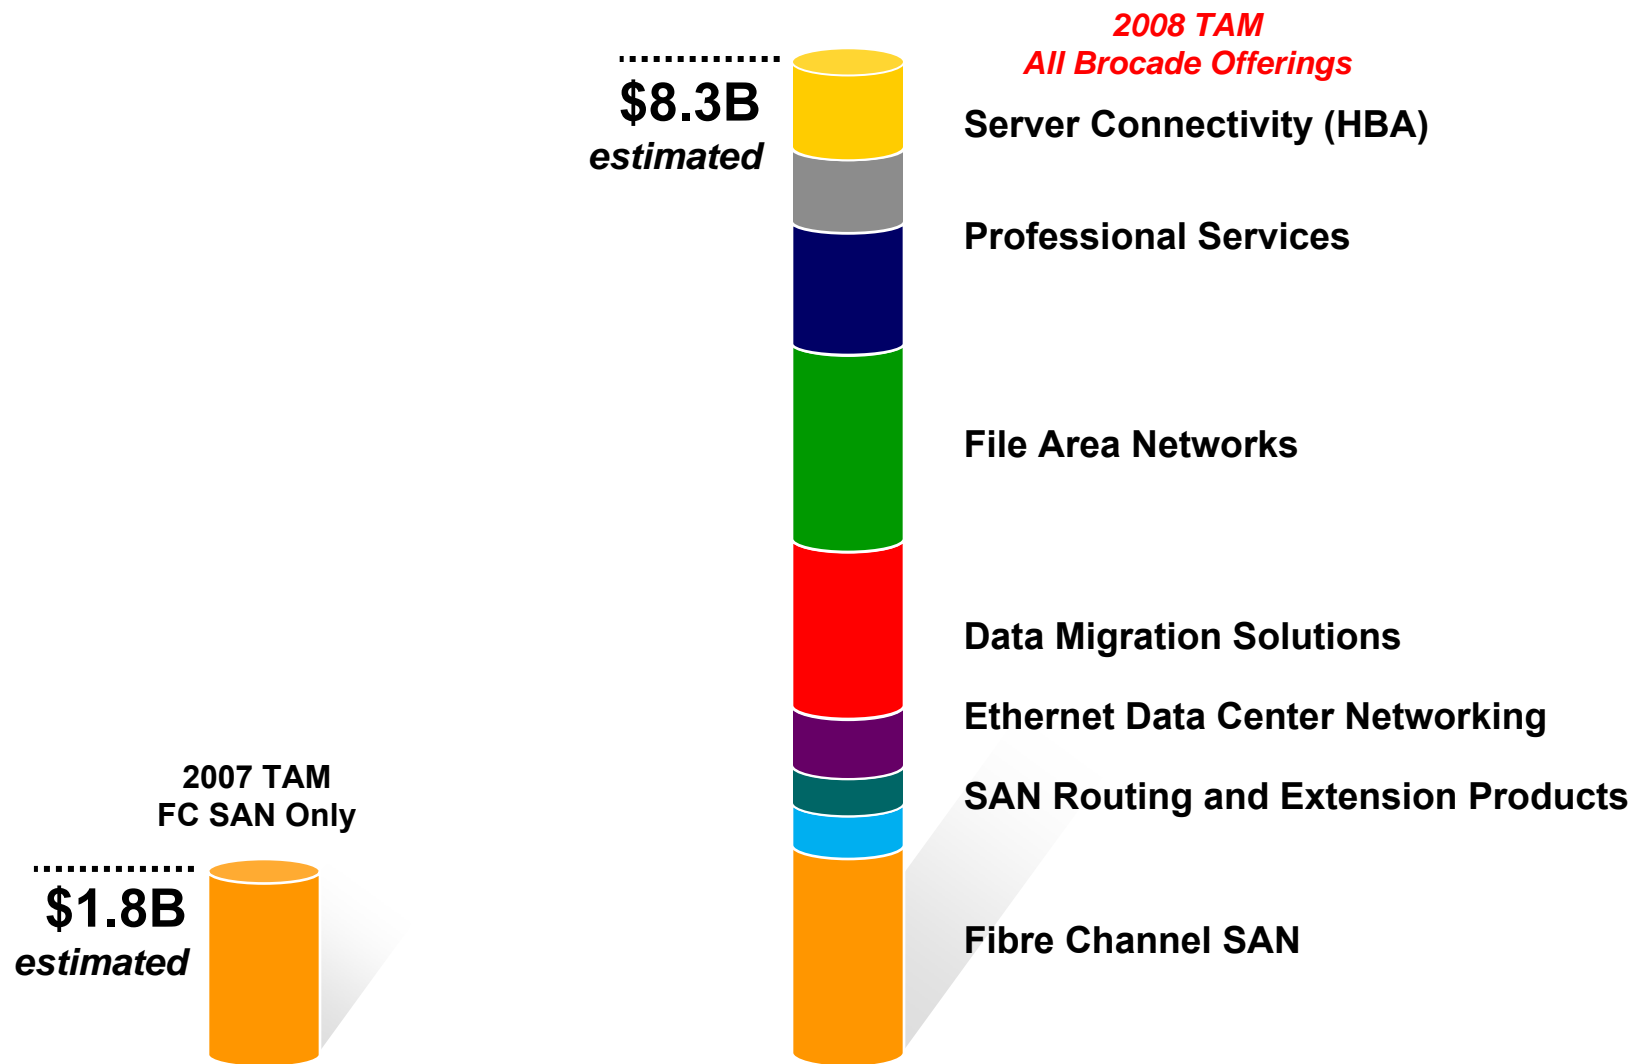 2008 TAM
All Brocade Offerings
$8.3B
estimated
Server Connectivity (HBA)
Professional Services
File Area Networks
Data Migration Solutions
Ethernet Data Center Networking
SAN Routing and Extension Products
Fibre Channel SAN
2007 TAM
FC SAN Only
$1.8B
estimated